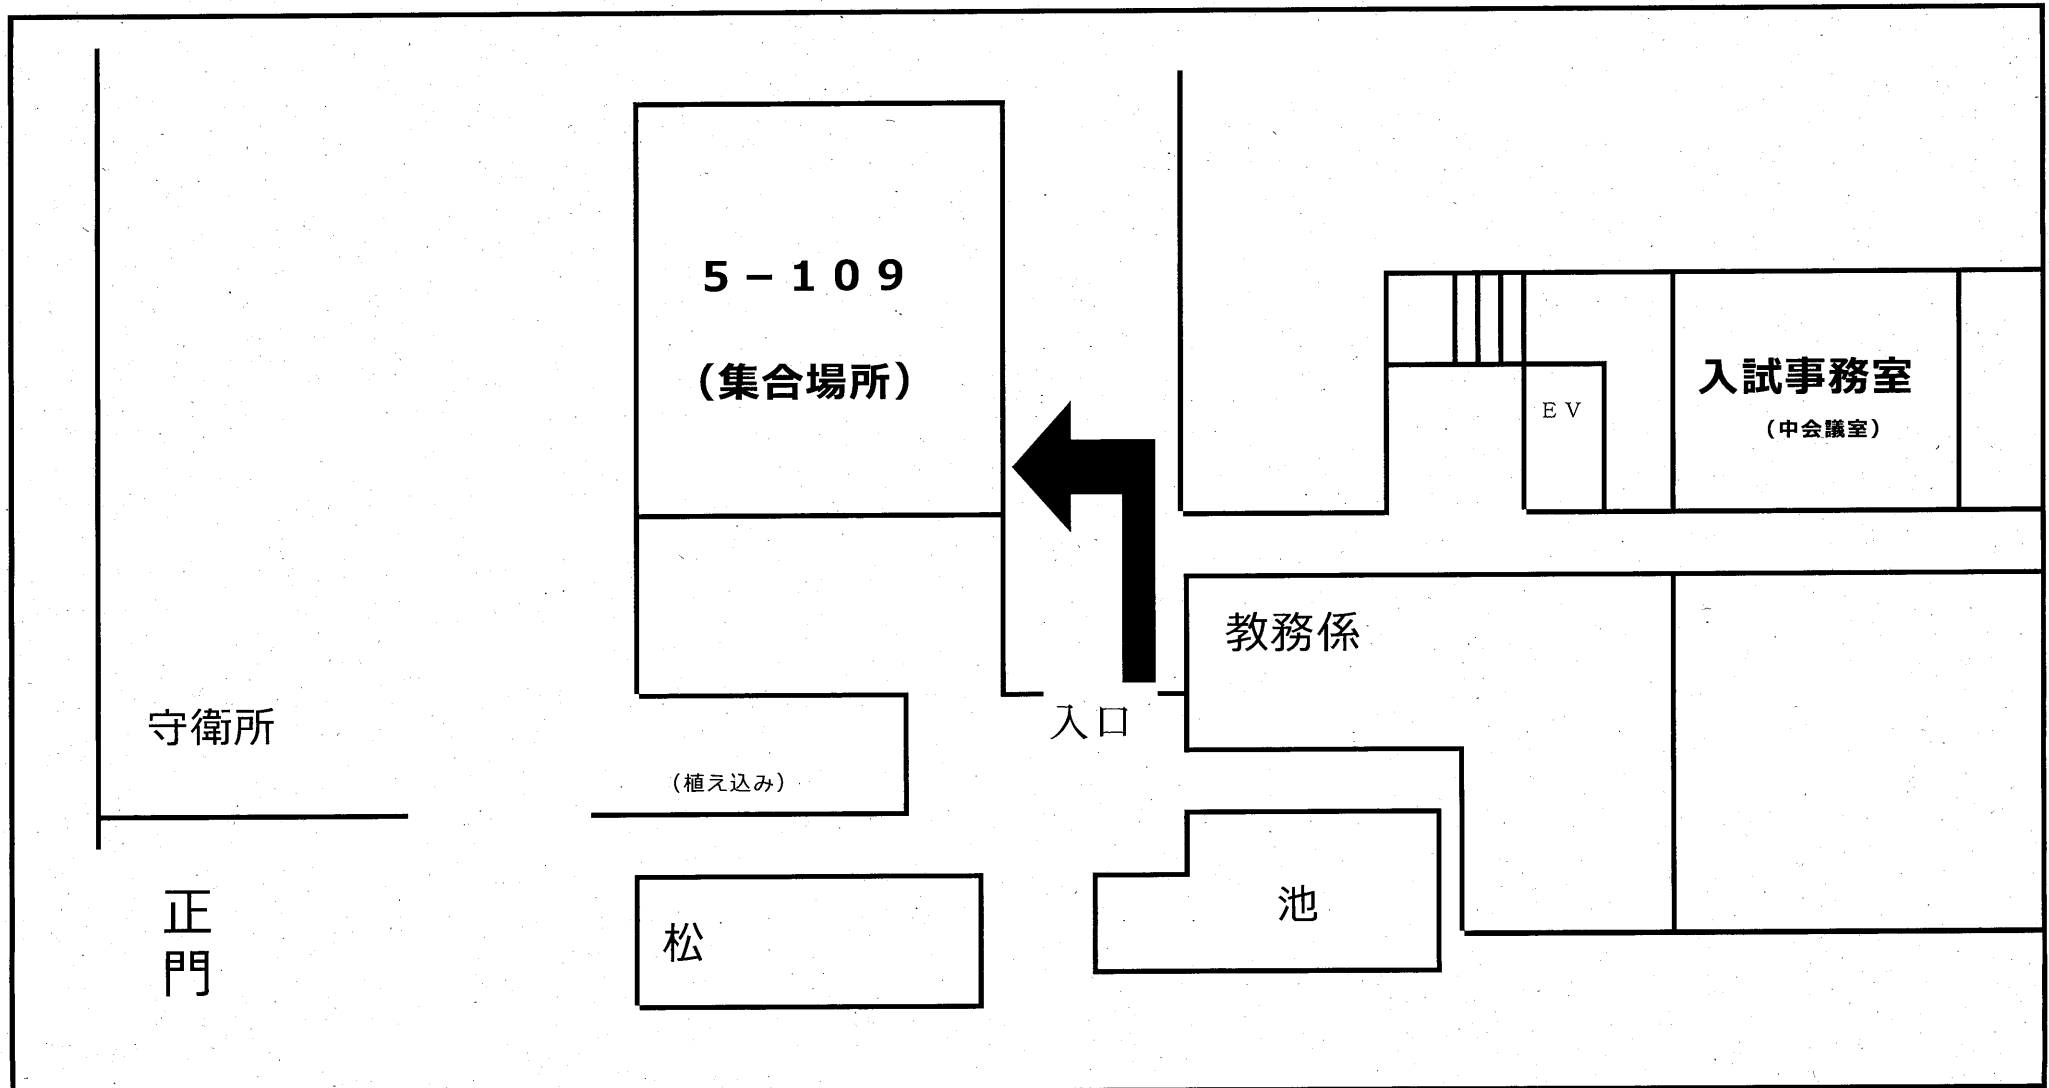 ５－１０９
（集合場所）
入試事務室
（中会議室）
ＥＶ
教務係
入口
守衛所
（植え込み）
正門
松
池